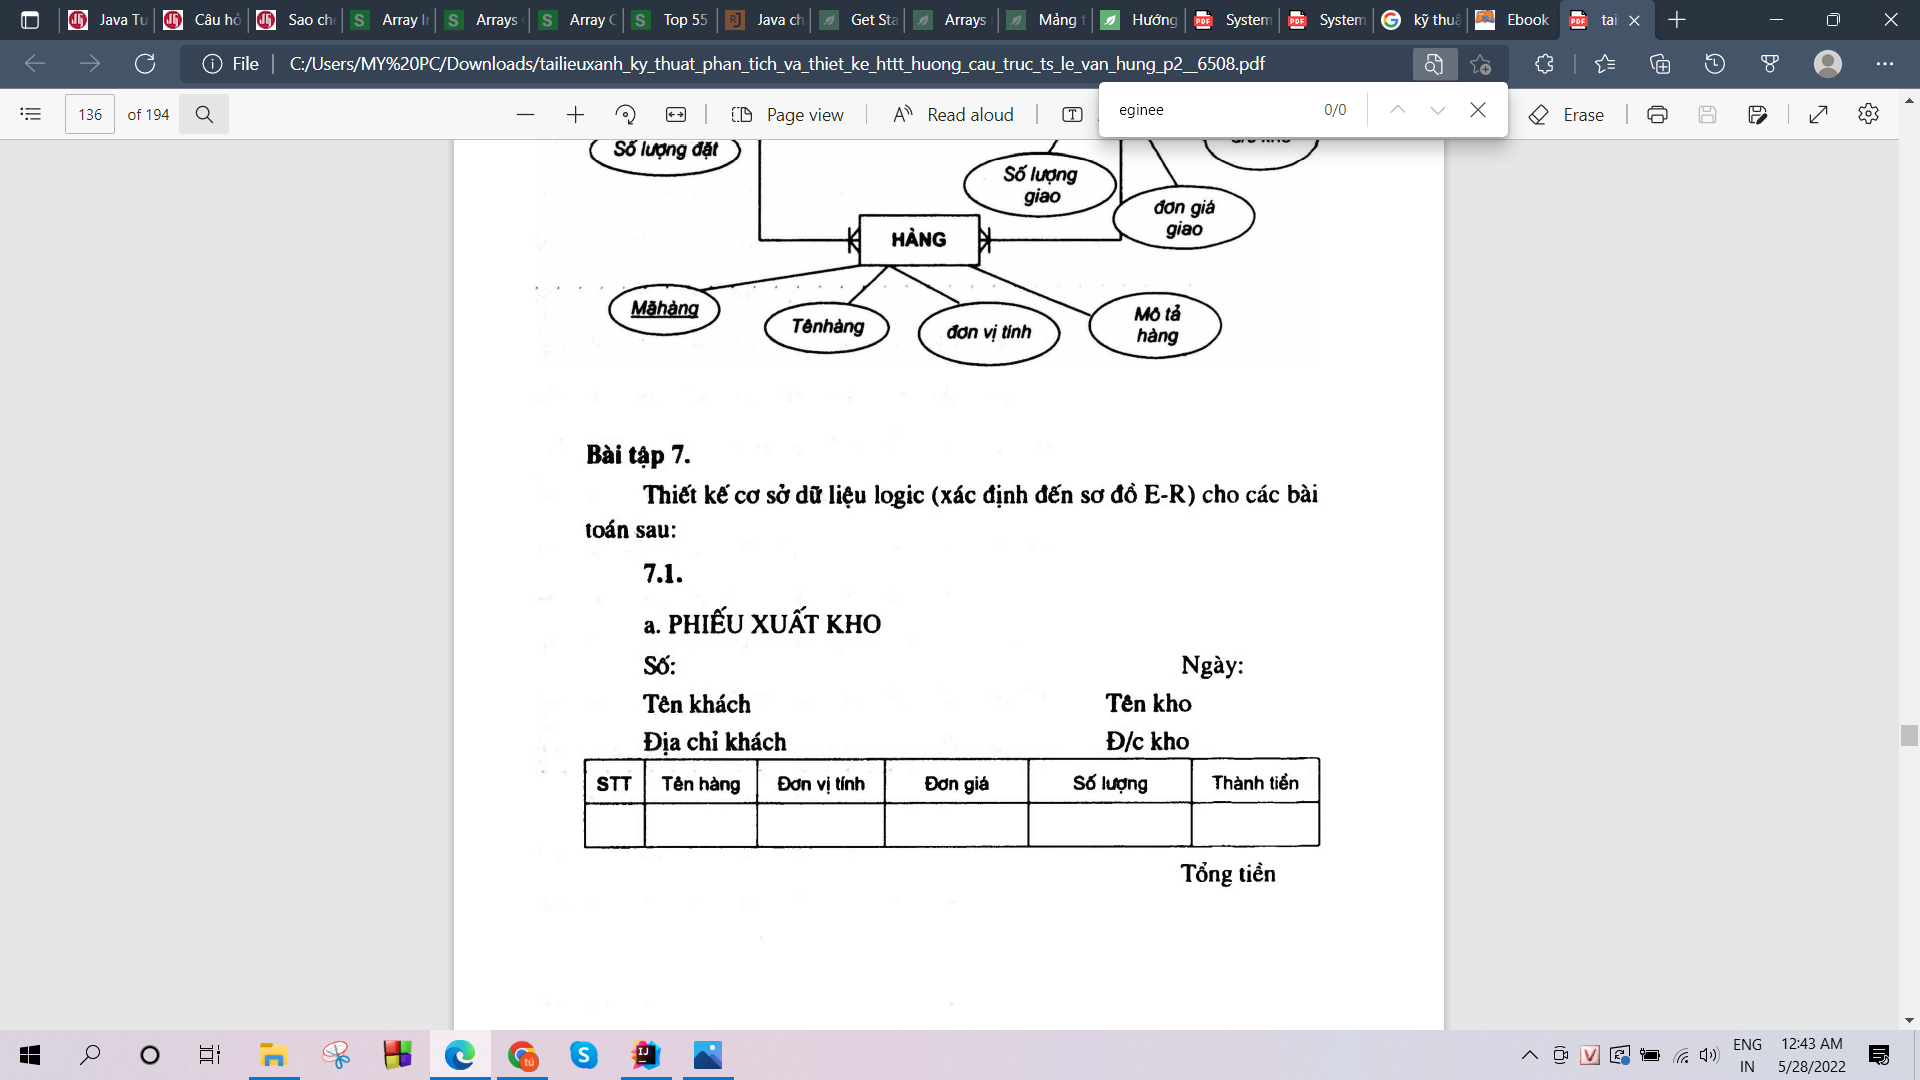 Java Tu
Câu hỏ
Sao ch
Array I
Arrays
Array C
Top 55
Java ch
Get Sta
Arrays
Mảng t
Hướng
System
System
kỹ thuậ
Ebook
tai
File
C:/Users/MY%20PC/Downloads/tailieuxanh_ky_thuat_phan_tich_va_thiet_ke_httt_huong_cau_truc_ts_le_van_hung_p2__6508.pdf
136 of 194
Page view
Read aloud
eginee 0/0
Erase
Số lượng đặt
Số lượng
giao
đơn giá
giao
HÀNG
Mãhàng
Tênhàng
đơn vị tính
Mô tả
hàng
Bài tập 7.
Thiết kế cơ sở dữ liệu logic (xác định đến sơ đồ E-R) cho các bài
toán sau:
7.1.
a. PHIẾU XUẤT KHO
Số: Ngày:
Tên khách Tên kho
Địa chỉ khách Đ/c kho
STT Tên hàng Đơn vị tính Đơn giá Số lượng Thành tiền
Tổng tiền
ENG
IN
12:43 AM
5/28/2022